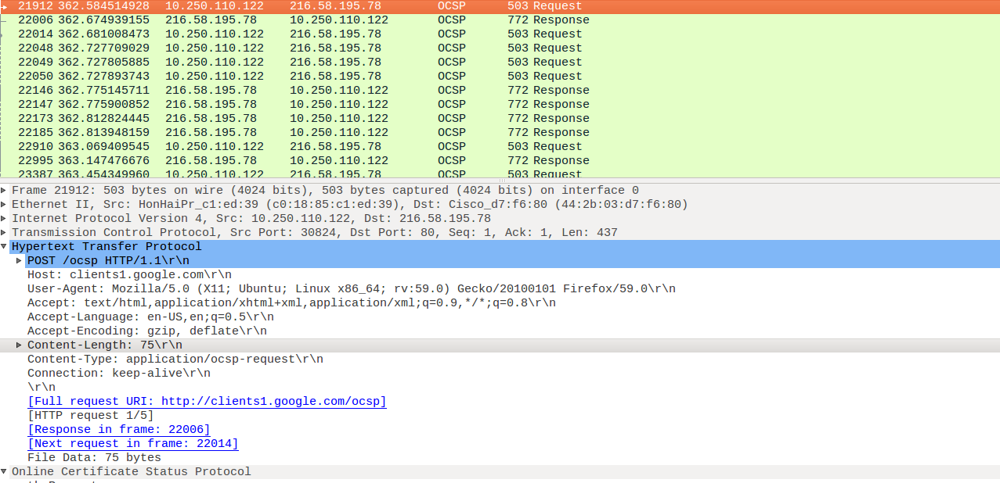 21912 362.584514928 10.250.110.122 216.58.195.78 OCSP 503 Request
22006 362.674939155 216.58.195.78 10.250.110.122 OCSP 772 Response
22014 362.681008473 10.250.110.122 216.58.195.78 OCSP 503 Request
22048 362.727709029 10.250.110.122 216.58.195.78 OCSP 503 Request
22049 362.727805885 10.250.110.122 216.58.195.78 OCSP 503 Request
22050 362.727893743 10.250.110.122 216.58.195.78 OCSP 503 Request
22146 362.775145711 216.58.195.78 10.250.110.122 OCSP 772 Response
22147 362.775900852 216.58.195.78 10.250.110.122 OCSP 772 Response
22173 362.812824445 216.58.195.78 10.250.110.122 OCSP 772 Response
22185 362.813948159 216.58.195.78 10.250.110.122 OCSP 772 Response
22910 363.069409545 10.250.110.122 216.58.195.78 OCSP 503 Request
22995 363.147476676 216.58.195.78 10.250.110.122 OCSP 772 Response
23387 363.454349960 10.250.110.122 216.58.195.78 OCSP 503 Request
Frame 21912: 503 bytes on wire (4024 bits), 503 bytes captured (4024 bits) on interface 0
Ethernet II, Src: HonHaiPr_c1:ed:39 (c0:18:85:c1:ed:39), Dst: Cisco_d7:f6:80 (44:2b:03:d7:f6:80)
Internet Protocol Version 4, Src: 10.250.110.122, Dst: 216.58.195.78
Transmission Control Protocol, Src Port: 30824, Dst Port: 80, Seq: 1, Ack: 1, Len: 437
Hypertext Transfer Protocol
POST /ocsp HTTP/1.1\r\n
Host: clients1.google.com\r\n
User-Agent: Mozilla/5.0 (X11; Ubuntu; Linux x86_64; rv:59.0) Gecko/20100101 Firefox/59.0\r\n
Accept: text/html,application/xhtml+xml,application/xml;q=0.9,*/*;q=0.8\r\n
Accept-Language: en-US,en;q=0.5\r\n
Accept-Encoding: gzip, deflate\r\n
Content-Length: 75\r\n
Content-Type: application/ocsp-request\r\n
Connection: keep-alive\r\n
\r\n
[Full request URI: http://clients1.google.com/ocsp]
[HTTP request 1/5]
[Response in frame: 22006]
[Next request in frame: 22014]
File Data: 75 bytes
Online Certificate Status Protocol